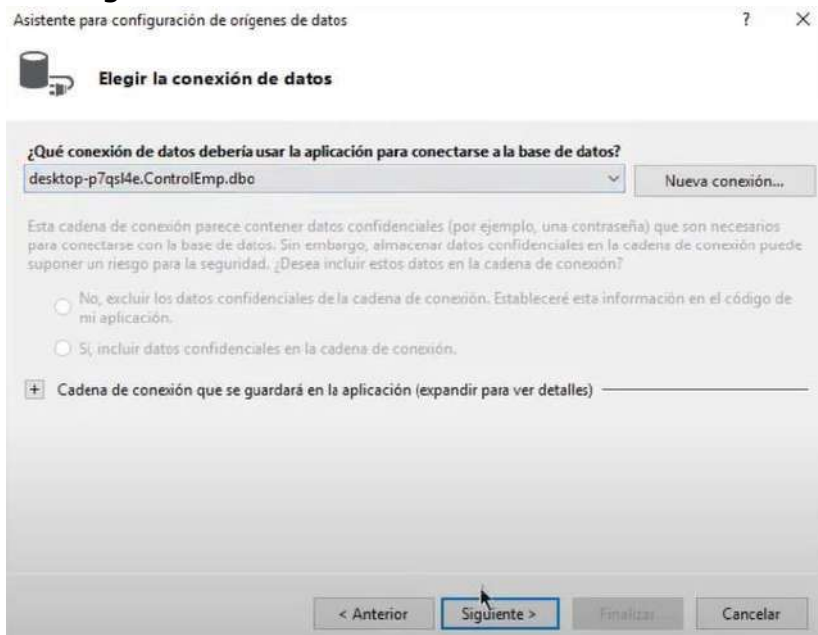 Asistente para configuración de orígenes de datos
? X
Elegir la conexión de datos
¿Qué conexión de datos debería usar la aplicación para conectarse a la base de datos?
desktop-p7qsl4e.ControlEmp.dbo
Nueva conexión...
Esta cadena de conexión parece contener datos confidenciales (por ejemplo, una contraseña) que son necesarios
para conectarse con la base de datos. Sin embargo, almacenar datos confidenciales en la cadena de conexión puede
suponer un riesgo para la seguridad. ¿Desea incluir estos datos en la cadena de conexión?
No, excluir los datos confidenciales de la cadena de conexión. Estableceré esta información en el código de
mi aplicación.
Sí, incluir datos confidenciales en la cadena de conexión.
+ Cadena de conexión que se guardará en la aplicación (expandir para ver detalles)
< Anterior
Siguiente >
Finalizar
Cancelar